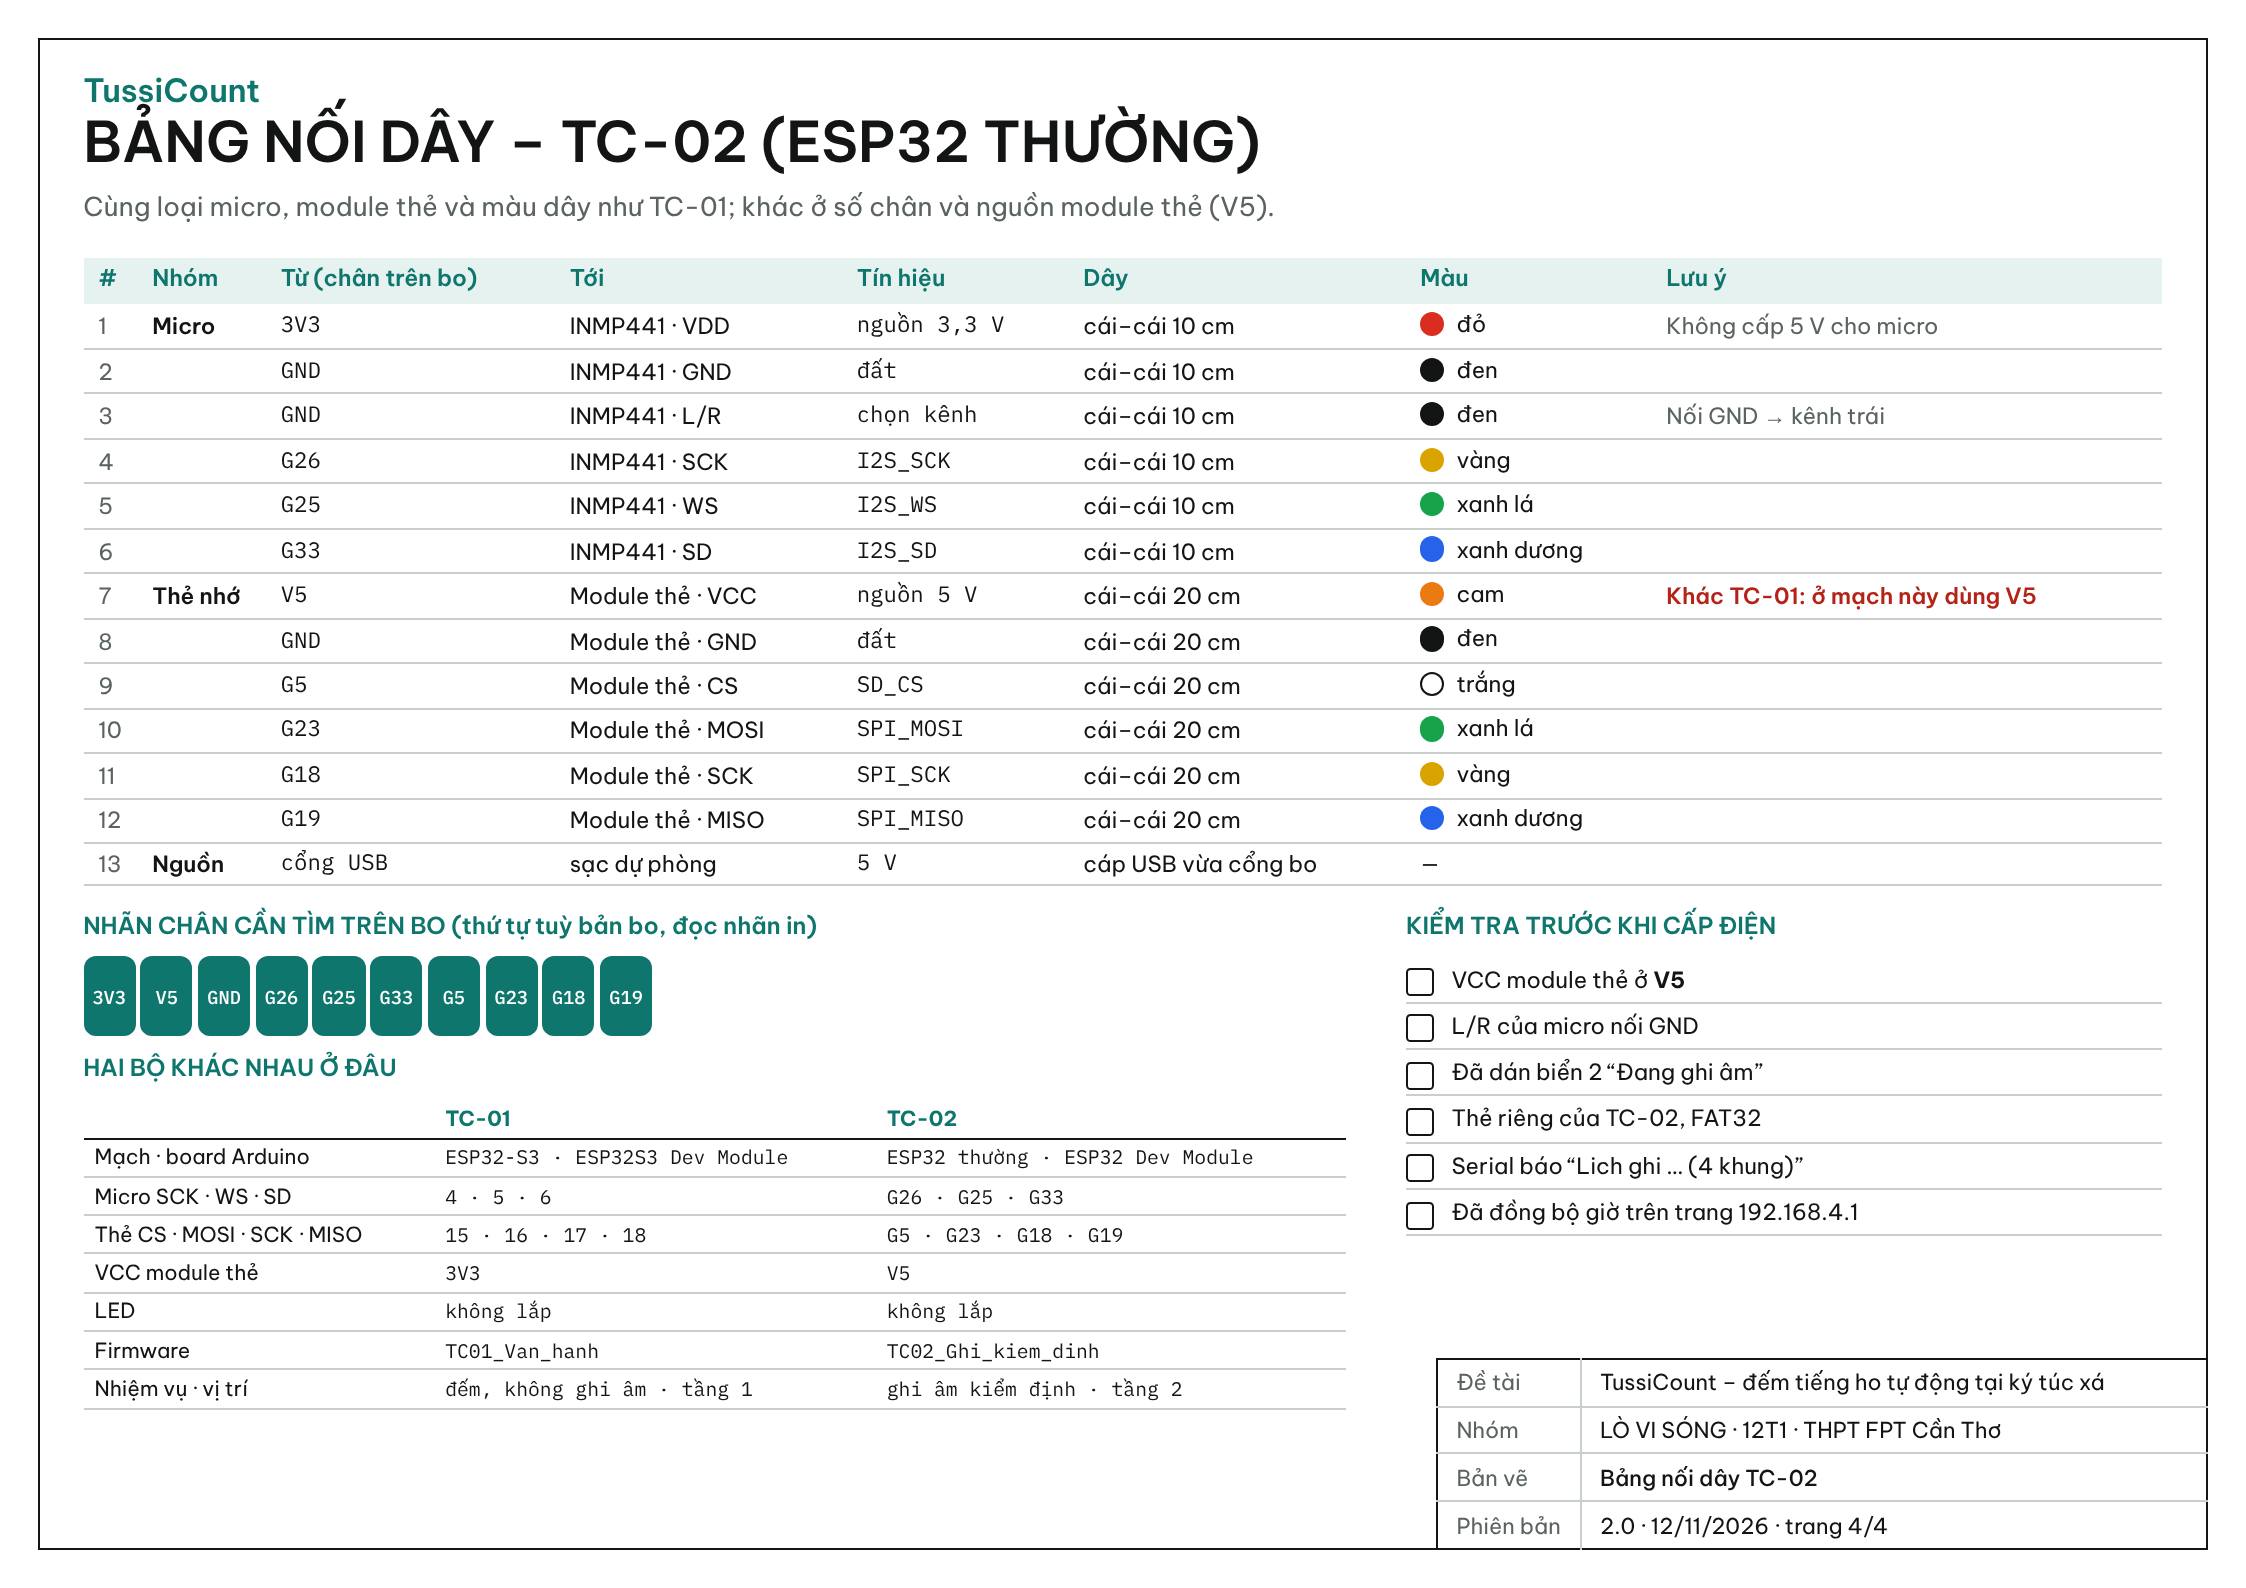 TussiCount
BẢNG NỐI DÂY – TC-02 (ESP32 THƯỜNG)
Cùng loại micro, module thẻ và màu dây như TC-01; khác ở số chân và nguồn module thẻ (V5).
# Nhóm Từ (chân trên bo) Tới Tín hiệu Dây Màu Lưu ý
1 Micro 3V3 INMP441 · VDD nguồn 3,3 V cái–cái 10 cm đỏ Không cấp 5 V cho micro
2 GND INMP441 · GND đất cái–cái 10 cm đen
3 GND INMP441 · L/R chọn kênh cái–cái 10 cm đen Nối GND → kênh trái
4 G26 INMP441 · SCK I2S_SCK cái–cái 10 cm vàng
5 G25 INMP441 · WS I2S_WS cái–cái 10 cm xanh lá
6 G33 INMP441 · SD I2S_SD cái–cái 10 cm xanh dương
7 Thẻ nhớ V5 Module thẻ · VCC nguồn 5 V cái–cái 20 cm cam Khác TC-01: ở mạch này dùng V5
8 GND Module thẻ · GND đất cái–cái 20 cm đen
9 G5 Module thẻ · CS SD_CS cái–cái 20 cm trắng
10 G23 Module thẻ · MOSI SPI_MOSI cái–cái 20 cm xanh lá
11 G18 Module thẻ · SCK SPI_SCK cái–cái 20 cm vàng
12 G19 Module thẻ · MISO SPI_MISO cái–cái 20 cm xanh dương
13 Nguồn cổng USB sạc dự phòng 5 V cáp USB vừa cổng bo —
NHÃN CHÂN CẦN TÌM TRÊN BO (thứ tự tuỳ bản bo, đọc nhãn in)
3V3 V5 GND G26 G25 G33 G5 G23 G18 G19
HAI BỘ KHÁC NHAU Ở ĐÂU
TC-01 TC-02
Mạch · board Arduino ESP32-S3 · ESP32S3 Dev Module ESP32 thường · ESP32 Dev Module
Micro SCK · WS · SD 4 · 5 · 6 G26 · G25 · G33
Thẻ CS · MOSI · SCK · MISO 15 · 16 · 17 · 18 G5 · G23 · G18 · G19
VCC module thẻ 3V3 V5
LED không lắp không lắp
Firmware TC01_Van_hanh TC02_Ghi_kiem_dinh
Nhiệm vụ · vị trí đếm, không ghi âm · tầng 1 ghi âm kiểm định · tầng 2
KIỂM TRA TRƯỚC KHI CẤP ĐIỆN
VCC module thẻ ở V5
L/R của micro nối GND
Đã dán biển 2 “Đang ghi âm”
Thẻ riêng của TC-02, FAT32
Serial báo “Lich ghi ... (4 khung)”
Đã đồng bộ giờ trên trang 192.168.4.1
Đề tài TussiCount – đếm tiếng ho tự động tại ký túc xá
Nhóm LÒ VI SÓNG · 12T1 · THPT FPT Cần Thơ
Bản vẽ Bảng nối dây TC-02
Phiên bản 2.0 · 12/11/2026 · trang 4/4